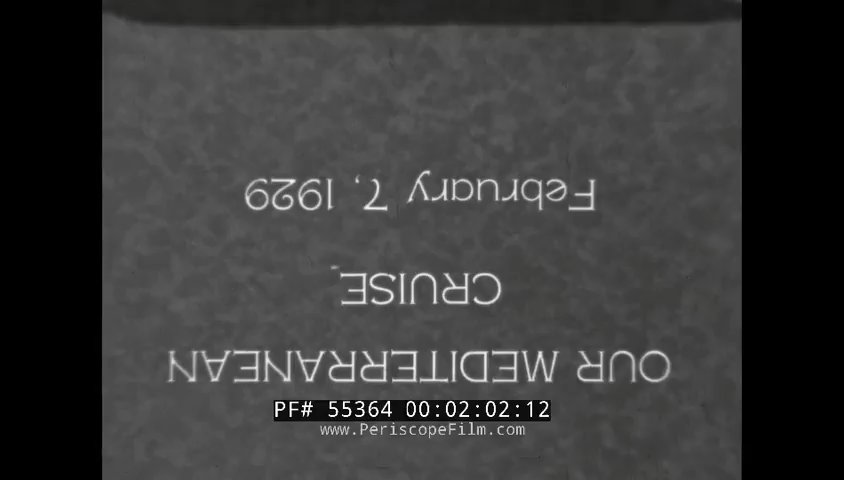 OUR MEDITERRANEAN
CRUISE
February 7, 1929
PF# 55364 00:02:02:12
www.PeriscopeFilm.com